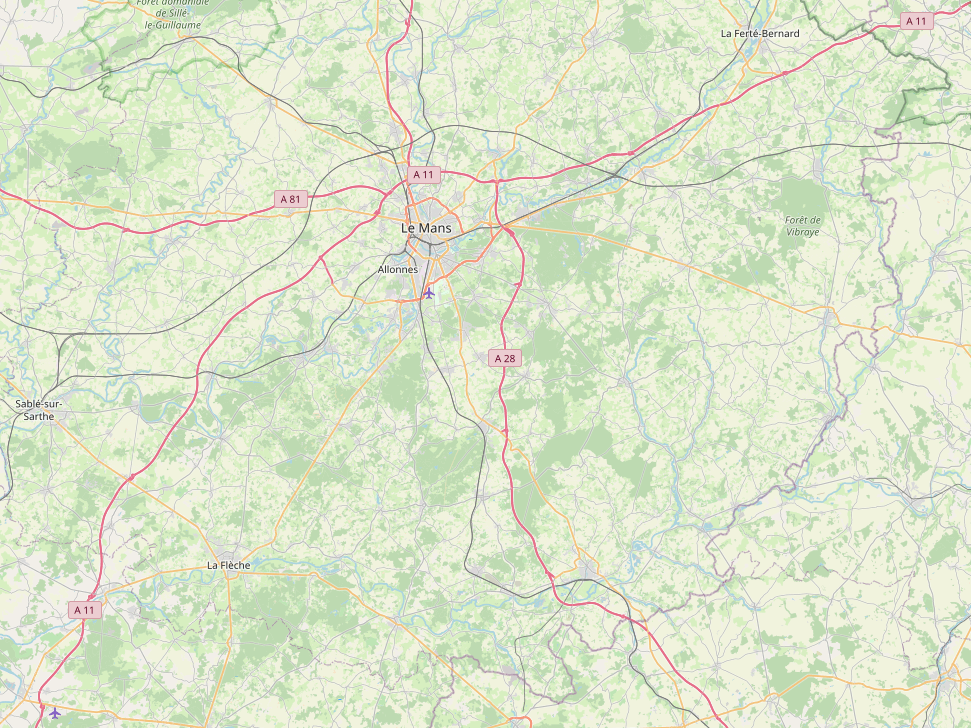 Forêt domaniale
de Sillé-
le-Guillaume
A 11
La Ferté-Bernard
A 11
A 81
Forêt de
Vibraye
Le Mans
Allonnes
A 28
Sablé-sur-
Sarthe
La Flèche
A 11